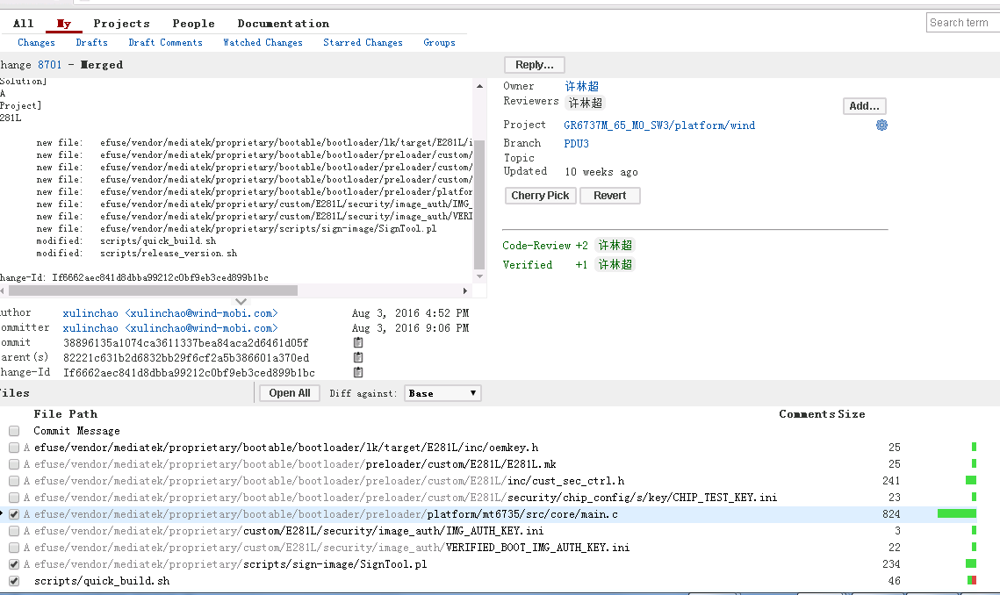 All My Projects People Documentation
Search term
Changes Drafts Draft Comments Watched Changes Starred Changes Groups
hange 8701 - Merged
Reply...
Solution]
A
Project]
281L
new file: efuse/vendor/mediatek/proprietary/bootable/bootloader/lk/target/E281L/i
new file: efuse/vendor/mediatek/proprietary/bootable/bootloader/preloader/custom/
new file: efuse/vendor/mediatek/proprietary/bootable/bootloader/preloader/custom/
new file: efuse/vendor/mediatek/proprietary/bootable/bootloader/preloader/custom/
new file: efuse/vendor/mediatek/proprietary/bootable/bootloader/preloader/platfor
new file: efuse/vendor/mediatek/proprietary/custom/E281L/security/image_auth/IMG_
new file: efuse/vendor/mediatek/proprietary/custom/E281L/security/image_auth/VERI
new file: efuse/vendor/mediatek/proprietary/scripts/sign-image/SignTool.pl
modified: scripts/quick_build.sh
modified: scripts/release_version.sh
hange-Id: If6662aec841d8dbba99212c0bf9eb3ced899b1bc
Owner 许林超
Reviewers 许林超
Add...
Project GR6737M_65_M0_SW3/platform/wind
Branch PDU3
Topic
Updated 10 weeks ago
Cherry Pick Revert
Code-Review +2 许林超
Verified +1 许林超
uthor xulinchao <xulinchao@wind-mobi.com> Aug 3, 2016 4:52 PM
ommitter xulinchao <xulinchao@wind-mobi.com> Aug 3, 2016 9:06 PM
ommit 38896135a1074ca3611337bea84aca2d6461d05f
arent(s) 82221c631b2d6832bb29f6cf2a5b386601a370ed
hange-Id If6662aec841d8dbba99212c0bf9eb3ced899b1bc
iles Open All Diff against: Base
File Path Comments Size
Commit Message
A efuse/vendor/mediatek/proprietary/bootable/bootloader/lk/target/E281L/inc/oemkey.h 25
A efuse/vendor/mediatek/proprietary/bootable/bootloader/preloader/custom/E281L/E281L.mk 25
A efuse/vendor/mediatek/proprietary/bootable/bootloader/preloader/custom/E281L/inc/cust_sec_ctrl.h 241
A efuse/vendor/mediatek/proprietary/bootable/bootloader/preloader/custom/E281L/security/chip_config/s/key/CHIP_TEST_KEY.ini 23
A efuse/vendor/mediatek/proprietary/bootable/bootloader/preloader/platform/mt6735/src/core/main.c 824
A efuse/vendor/mediatek/proprietary/custom/E281L/security/image_auth/IMG_AUTH_KEY.ini 3
A efuse/vendor/mediatek/proprietary/custom/E281L/security/image_auth/VERIFIED_BOOT_IMG_AUTH_KEY.ini 22
A efuse/vendor/mediatek/proprietary/scripts/sign-image/SignTool.pl 234
scripts/quick_build.sh 46